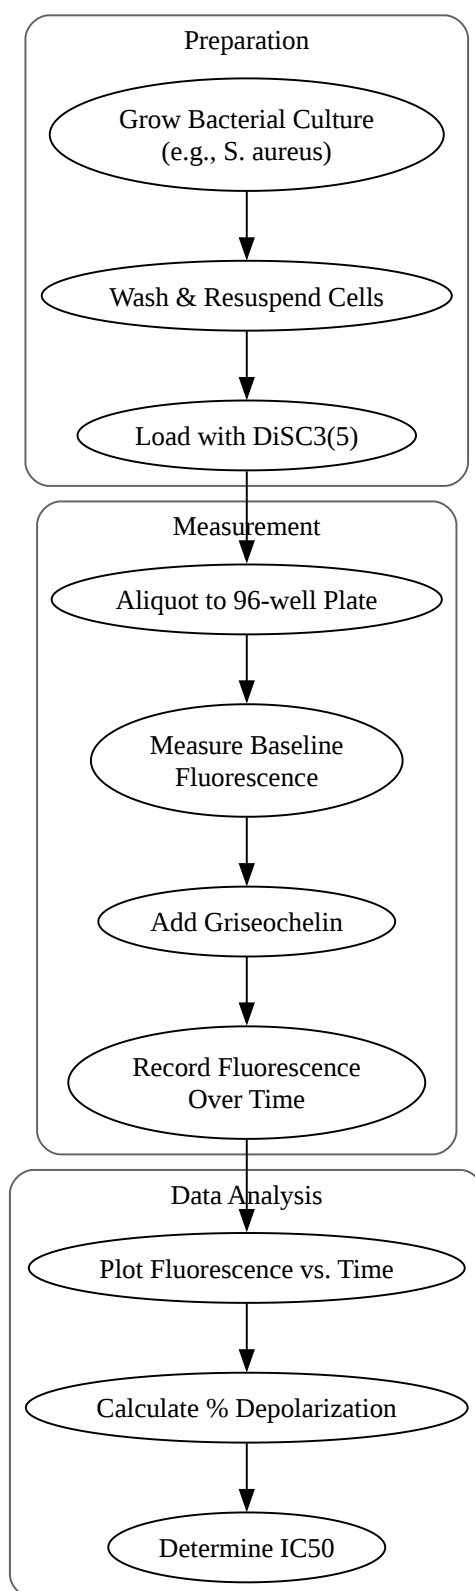 Preparation
Grow Bacterial Culture
(e.g., S. aureus)
Wash & Resuspend Cells
Load with DiSC3(5)
Measurement
Aliquot to 96-well Plate
Measure Baseline
Fluorescence
Add Griseochelin
Record Fluorescence
Over Time
Data Analysis
Plot Fluorescence vs. Time
Calculate % Depolarization
Determine IC50